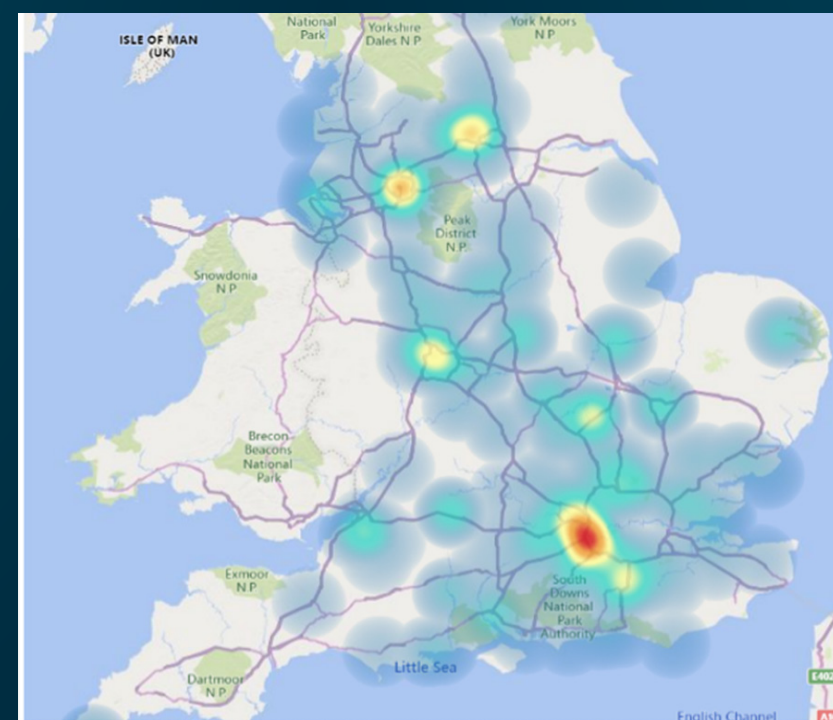 National
Park
Yorkshire
Dales N P
York Moors
N P
ISLE OF MAN
(UK)
Peak
District
N P
Snowdonia
N P
Brecon
Beacons
National
Park
Exmoor
N P
South
Downs
National
Park
Authority
Little Sea
Dartmoor
N P
E402
English Channel